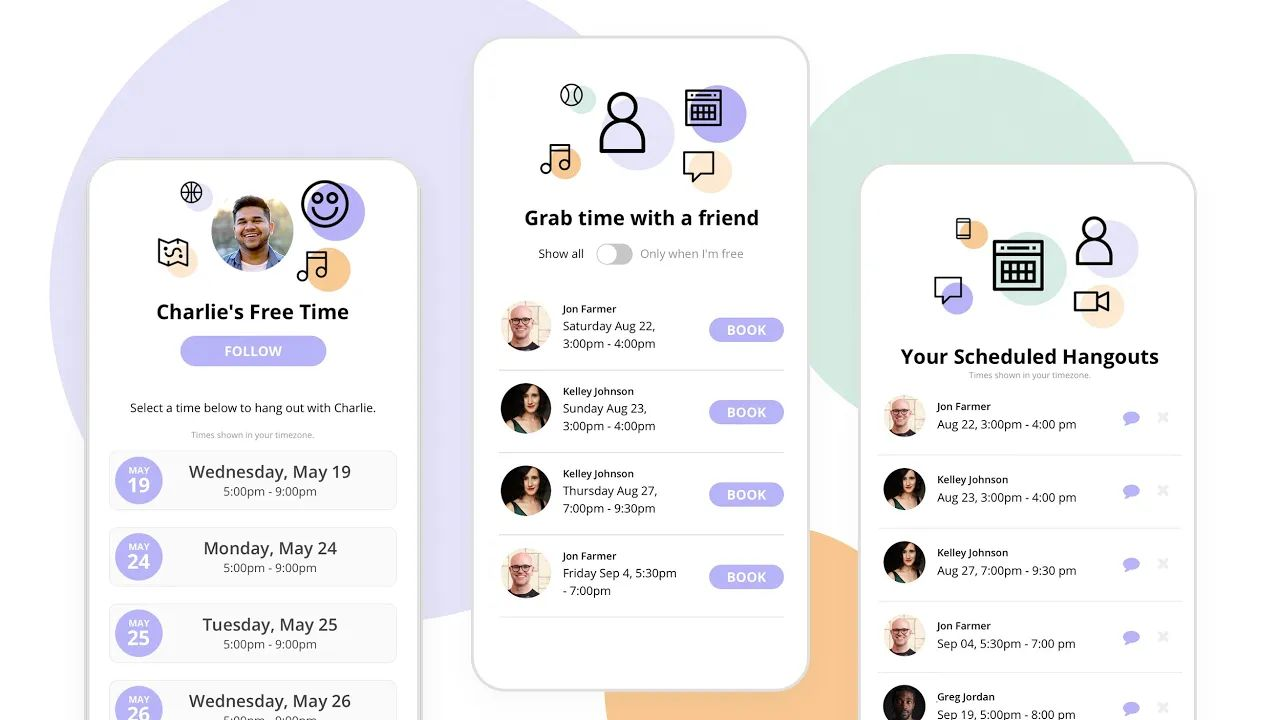 Charlie's Free Time
FOLLOW
Select a time below to hang out with Charlie.
Times shown in your timezone.
MAY
19
Wednesday, May 19
5:00pm - 9:00pm
MAY
24
Monday, May 24
5:00pm - 9:00pm
MAY
25
Tuesday, May 25
5:00pm - 9:00pm
MAY
26
Wednesday, May 26
5:00pm - 9:00pm
Grab time with a friend
Show all
Only when I'm free
Jon Farmer
Saturday Aug 22,
3:00pm - 4:00pm
BOOK
Kelley Johnson
Sunday Aug 23,
3:00pm - 4:00pm
BOOK
Kelley Johnson
Thursday Aug 27,
7:00pm - 9:30pm
BOOK
Jon Farmer
Friday Sep 4, 5:30pm
- 7:00pm
BOOK
Your Scheduled Hangouts
Times shown in your timezone.
Jon Farmer
Aug 22, 3:00pm - 4:00 pm
Kelley Johnson
Aug 23, 3:00pm - 4:00 pm
Kelley Johnson
Aug 27, 7:00pm - 9:30 pm
Jon Farmer
Sep 04, 5:30pm - 7:00 pm
Greg Jordan
Sep 19, 5:00pm - 8:00 pm